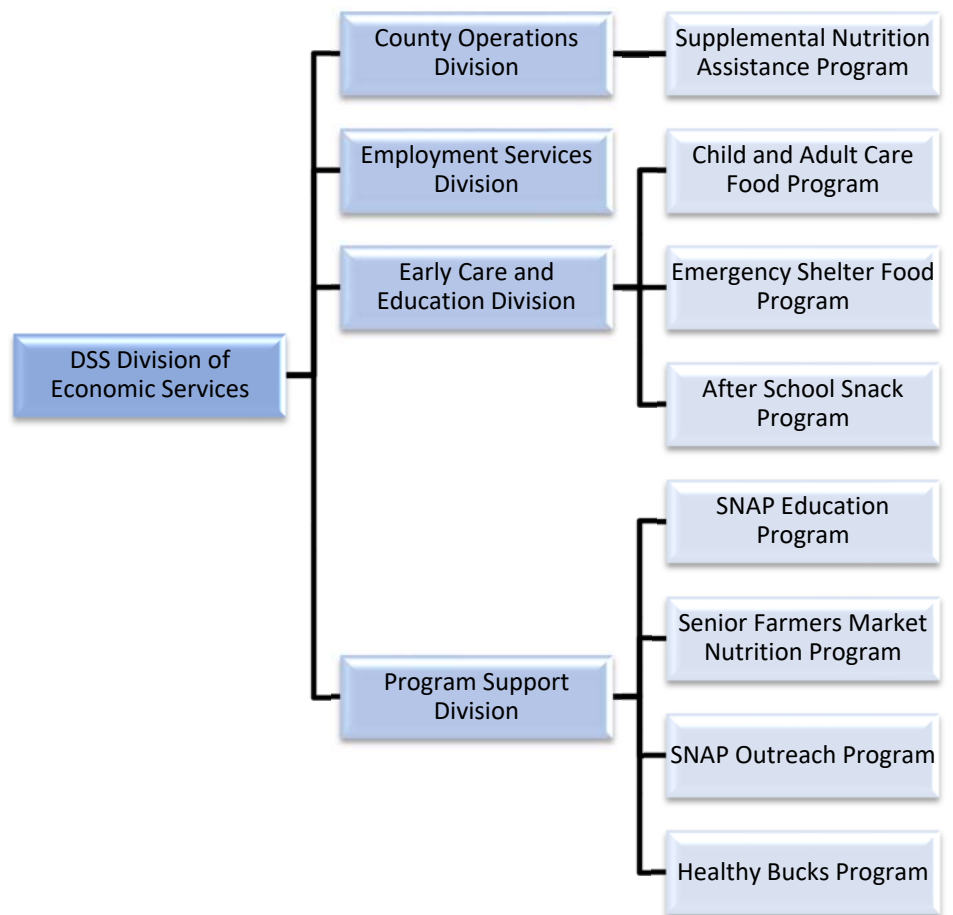 County Operations
Division
Supplemental Nutrition
Assistance Program
Employment Services
Division
Child and Adult Care
Food Program
Early Care and
Education Division
Emergency Shelter Food
Program
DSS Division of
Economic Services
After School Snack
Program
SNAP Education
Program
Senior Farmers Market
Nutrition Program
Program Support
Division
SNAP Outreach Program
Healthy Bucks Program